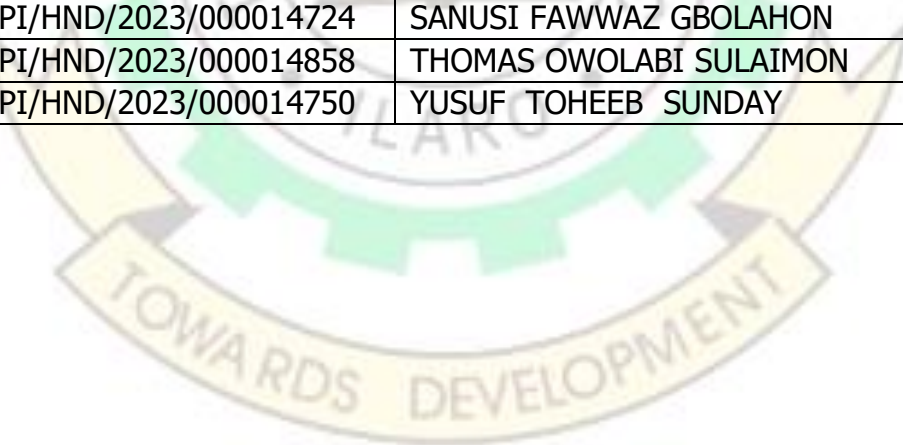 PI/HND/2023/000014724 SANUSI FAWWAZ GBOLAHON
PI/HND/2023/000014858 THOMAS OWOLABI SULAIMON
PI/HND/2023/000014750 YUSUF TOHEEB SUNDAY
ILARO
TOWARDS DEVELOPMENT